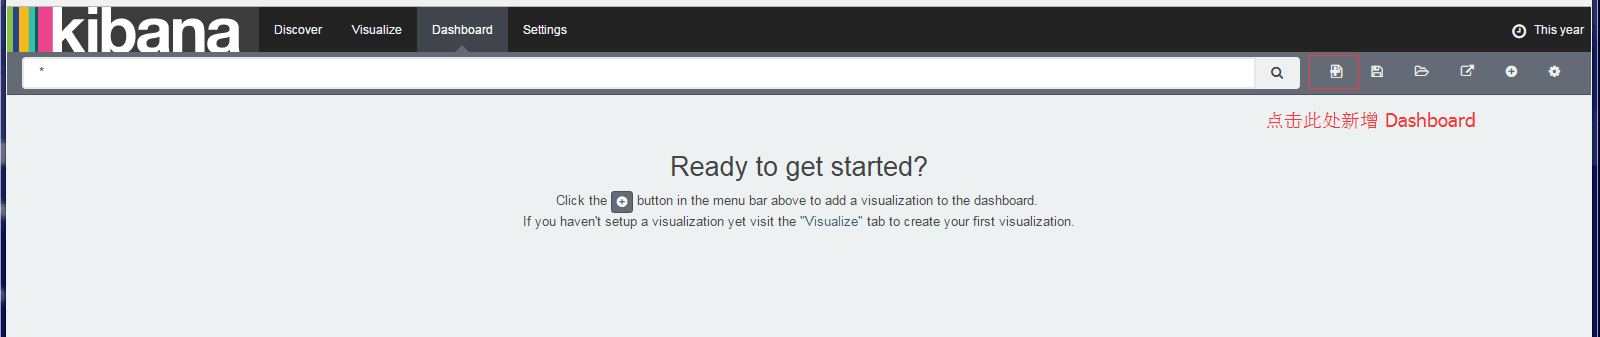 kibana Discover Visualize Dashboard Settings This year
*
点击此处新增 Dashboard
Ready to get started?
Click the button in the menu bar above to add a visualization to the dashboard.
If you haven't setup a visualization yet visit the "Visualize" tab to create your first visualization.